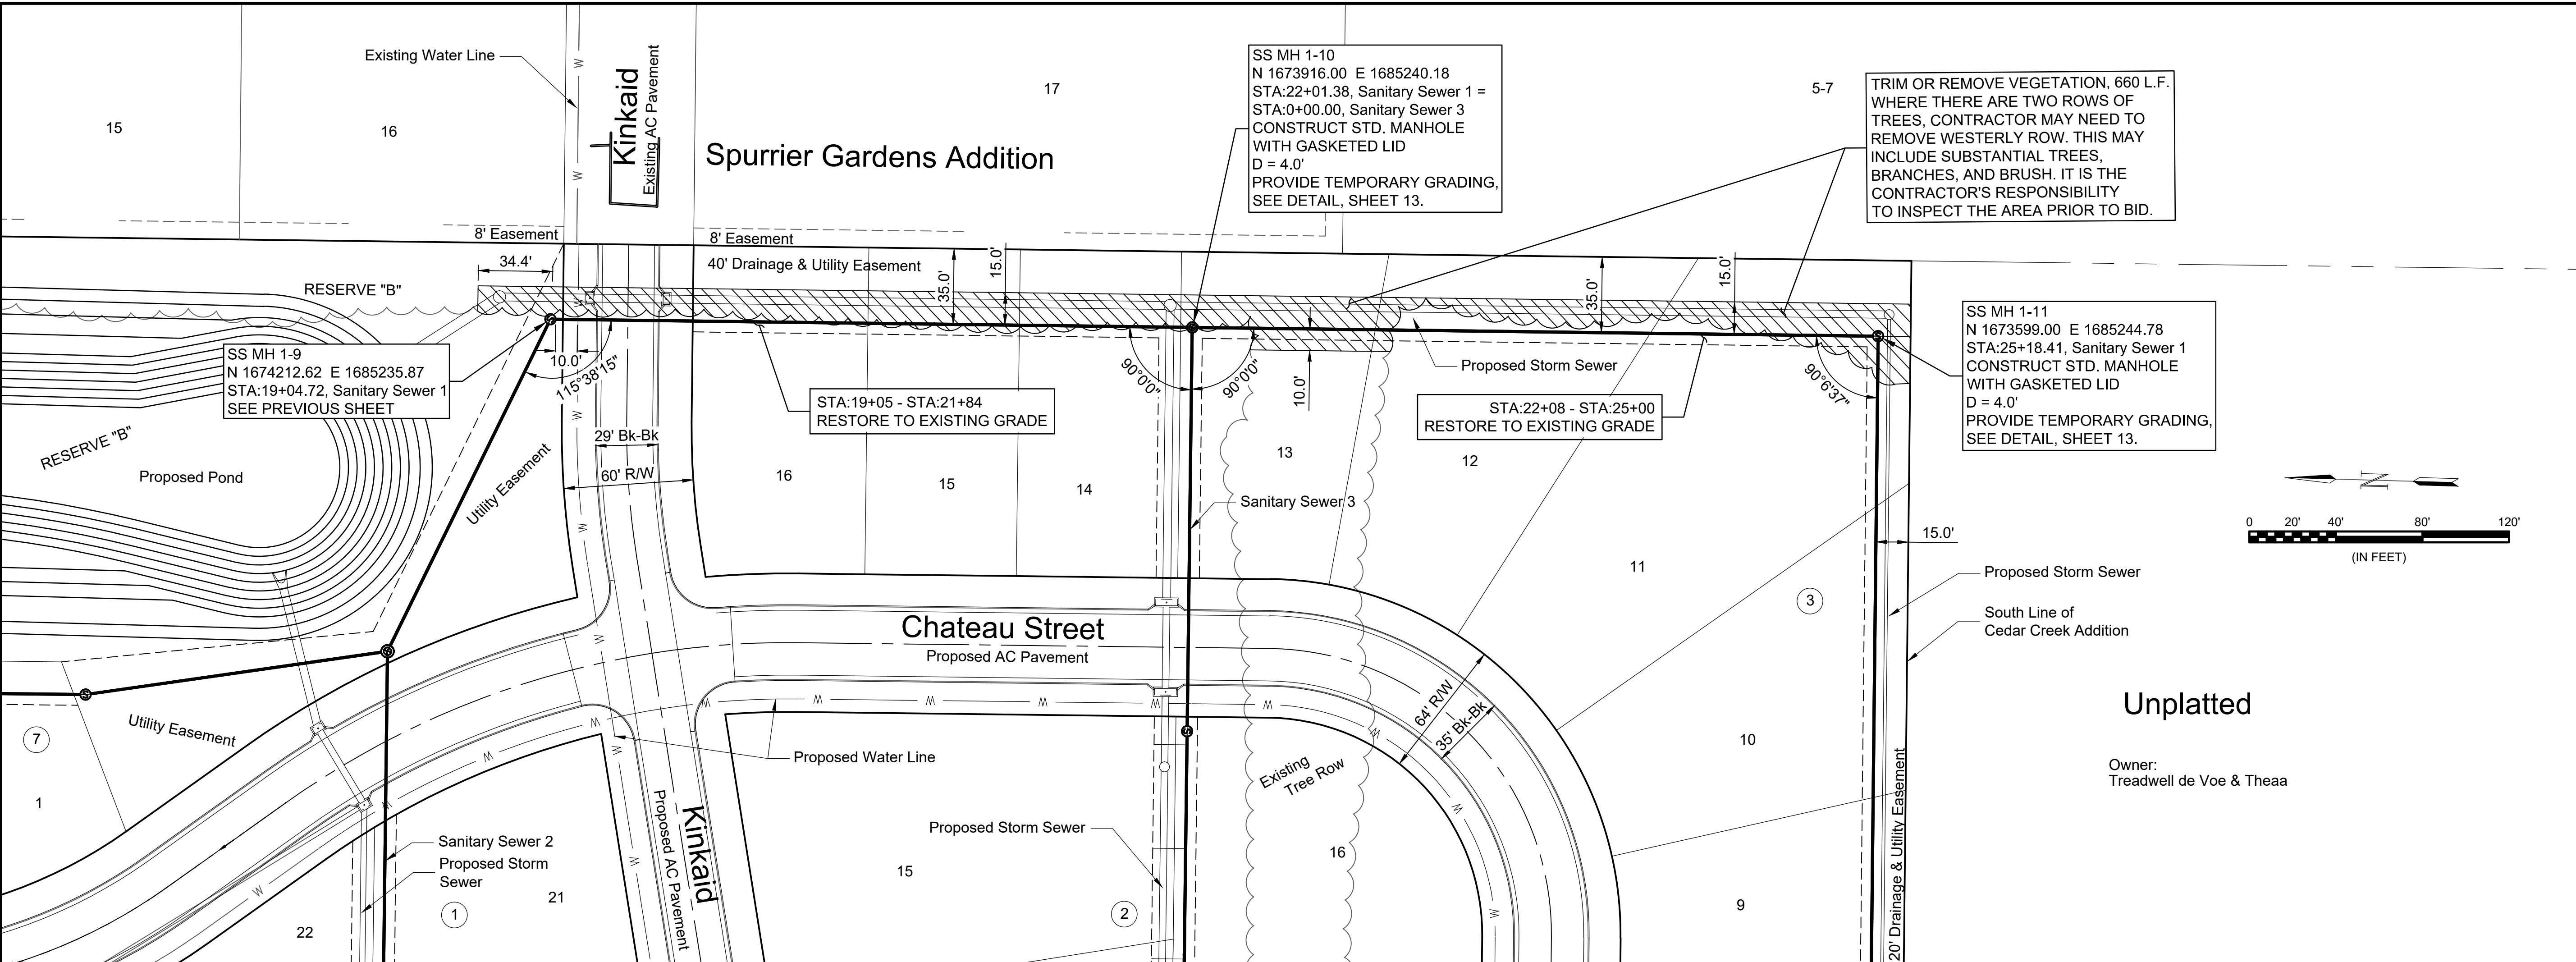 Existing Water Line
Kinkaid
Existing AC Pavement
W
W
W
15
16
17
5-7
Spurrier Gardens Addition
SS MH 1-10
N 1673916.00 E 1685240.18
STA:22+01.38, Sanitary Sewer 1 =
STA:0+00.00, Sanitary Sewer 3
CONSTRUCT STD. MANHOLE
WITH GASKETED LID
D = 4.0'
PROVIDE TEMPORARY GRADING,
SEE DETAIL, SHEET 13.
TRIM OR REMOVE VEGETATION, 660 L.F.
WHERE THERE ARE TWO ROWS OF
TREES, CONTRACTOR MAY NEED TO
REMOVE WESTERLY ROW. THIS MAY
INCLUDE SUBSTANTIAL TREES,
BRANCHES, AND BRUSH. IT IS THE
CONTRACTOR'S RESPONSIBILITY
TO INSPECT THE AREA PRIOR TO BID.
8' Easement
8' Easement
34.4'
40' Drainage & Utility Easement
35.0'
15.0'
35.0'
15.0'
RESERVE "B"
SS MH 1-9
N 1674212.62 E 1685235.87
STA:19+04.72, Sanitary Sewer 1
SEE PREVIOUS SHEET
10.0'
115°38'15"
STA:19+05 - STA:21+84
RESTORE TO EXISTING GRADE
90°0'0"
90°0'0"
10.0'
Proposed Storm Sewer
STA:22+08 - STA:25+00
RESTORE TO EXISTING GRADE
90°6'37"
SS MH 1-11
N 1673599.00 E 1685244.78
STA:25+18.41, Sanitary Sewer 1
CONSTRUCT STD. MANHOLE
WITH GASKETED LID
D = 4.0'
PROVIDE TEMPORARY GRADING,
SEE DETAIL, SHEET 13.
RESERVE "B"
Proposed Pond
Utility Easement
29' Bk-Bk
60' R/W
16
15
14
13
12
11
Sanitary Sewer 3
N
0 20' 40' 80' 120'
(IN FEET)
15.0'
Proposed Storm Sewer
South Line of
Cedar Creek Addition
3
Chateau Street
Proposed AC Pavement
64' R/W
35' Bk-Bk
10
Unplatted
Owner:
Treadwell de Voe & Theaa
Utility Easement
7
1
Proposed Water Line
Kinkaid
Proposed AC Pavement
Existing
Tree Row
Proposed Storm Sewer
Sanitary Sewer 2
Proposed Storm
Sewer
21
1
22
15
2
16
9
20' Drainage & Utility Easement